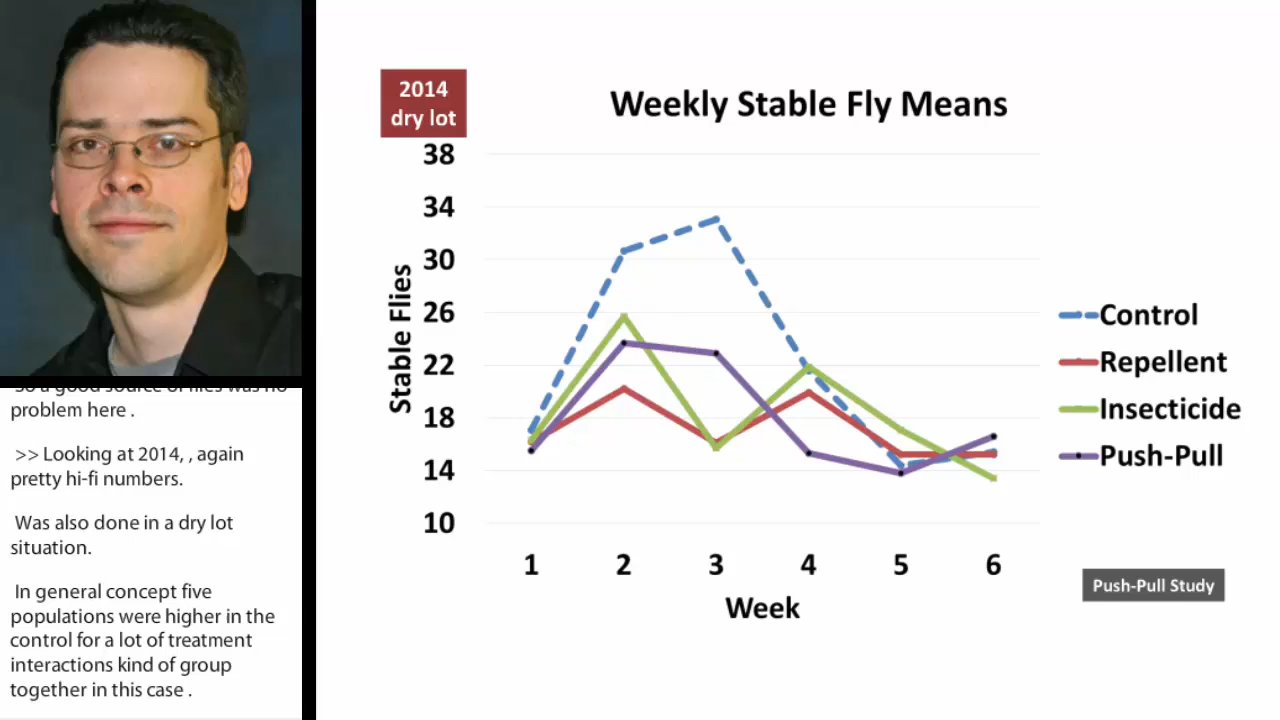 So a good source of flies was no
problem here .
>> Looking at 2014, , again
pretty hi-fi numbers.
Was also done in a dry lot
situation.
In general concept five
populations were higher in the
control for a lot of treatment
interactions kind of group
together in this case .
2014
dry lot
Weekly Stable Fly Means
Stable Flies
38
34
30
26
22
18
14
10
1 2 3 4 5 6
Week
Control
Repellent
Insecticide
Push-Pull
Push-Pull Study